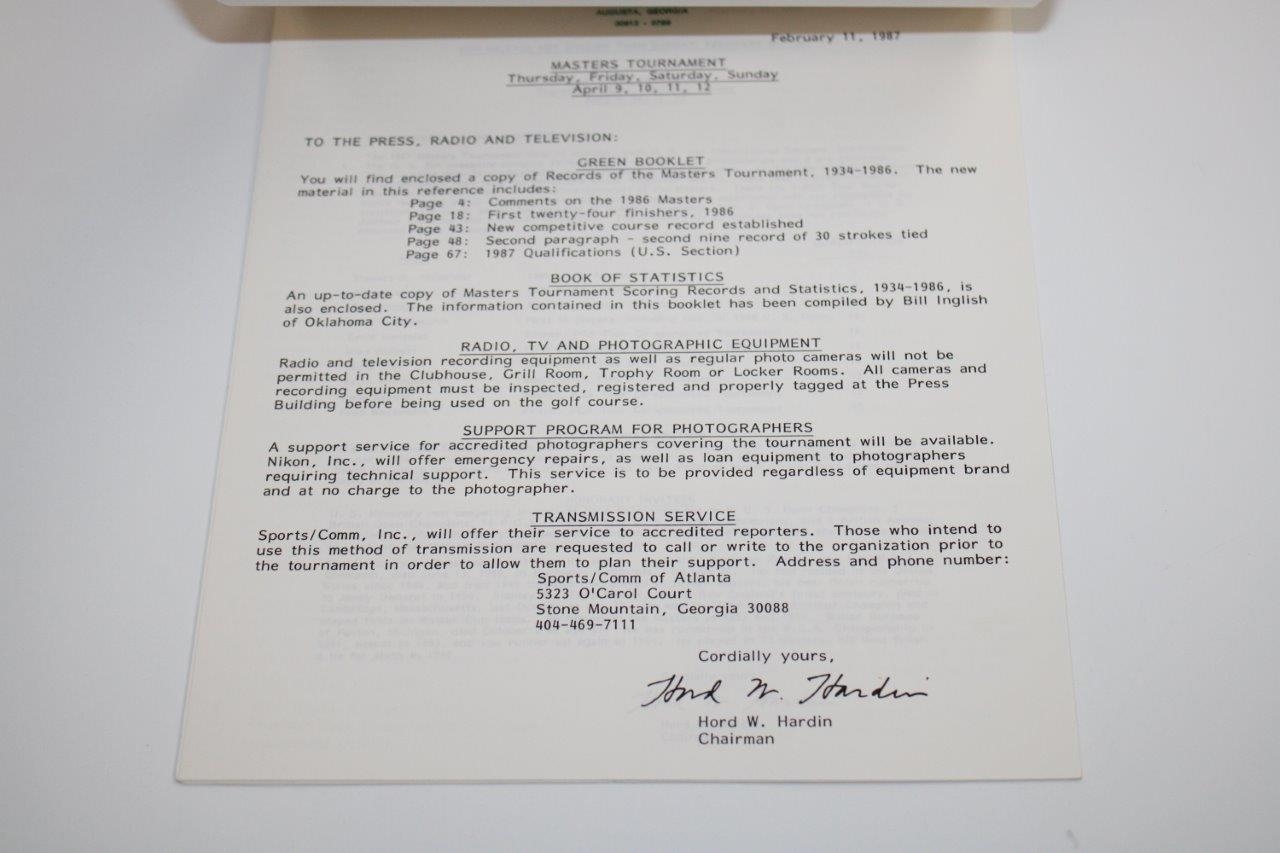 AUGUSTA, GEORGIA
February 11, 1987
MASTERS TOURNAMENT
Thursday, Friday, Saturday, Sunday
April 9, 10, 11, 12
TO THE PRESS, RADIO AND TELEVISION:
GREEN BOOKLET
You will find enclosed a copy of Records of the Masters Tournament, 1934-1986. The new
material in this reference includes:
Page 4: Comments on the 1986 Masters
Page 18: First twenty-four finishers, 1986
Page 43: New competitive course record established
Page 48: Second paragraph - second nine record of 30 strokes tied
Page 67: 1987 Qualifications (U.S. Section)
BOOK OF STATISTICS
An up-to-date copy of Masters Tournament Scoring Records and Statistics, 1934-1986, is
also enclosed. The information contained in this booklet has been compiled by Bill Inglish
of Oklahoma City.
RADIO, TV AND PHOTOGRAPHIC EQUIPMENT
Radio and television recording equipment as well as regular photo cameras will not be
permitted in the Clubhouse, Grill Room, Trophy Room or Locker Rooms. All cameras and
recording equipment must be inspected, registered and properly tagged at the Press
Building before being used on the golf course.
SUPPORT PROGRAM FOR PHOTOGRAPHERS
A support service for accredited photographers covering the tournament will be available.
Nikon, Inc., will offer emergency repairs, as well as loan equipment to photographers
requiring technical support. This service is to be provided regardless of equipment brand
and at no charge to the photographer.
TRANSMISSION SERVICE
Sports/Comm, Inc., will offer their service to accredited reporters. Those who intend to
use this method of transmission are requested to call or write to the organization prior to
the tournament in order to allow them to plan their support. Address and phone number:
Sports/Comm of Atlanta
5323 O'Carol Court
Stone Mountain, Georgia 30088
404-469-7111
Cordially yours,
Hord W. Hardin
Hord W. Hardin
Chairman